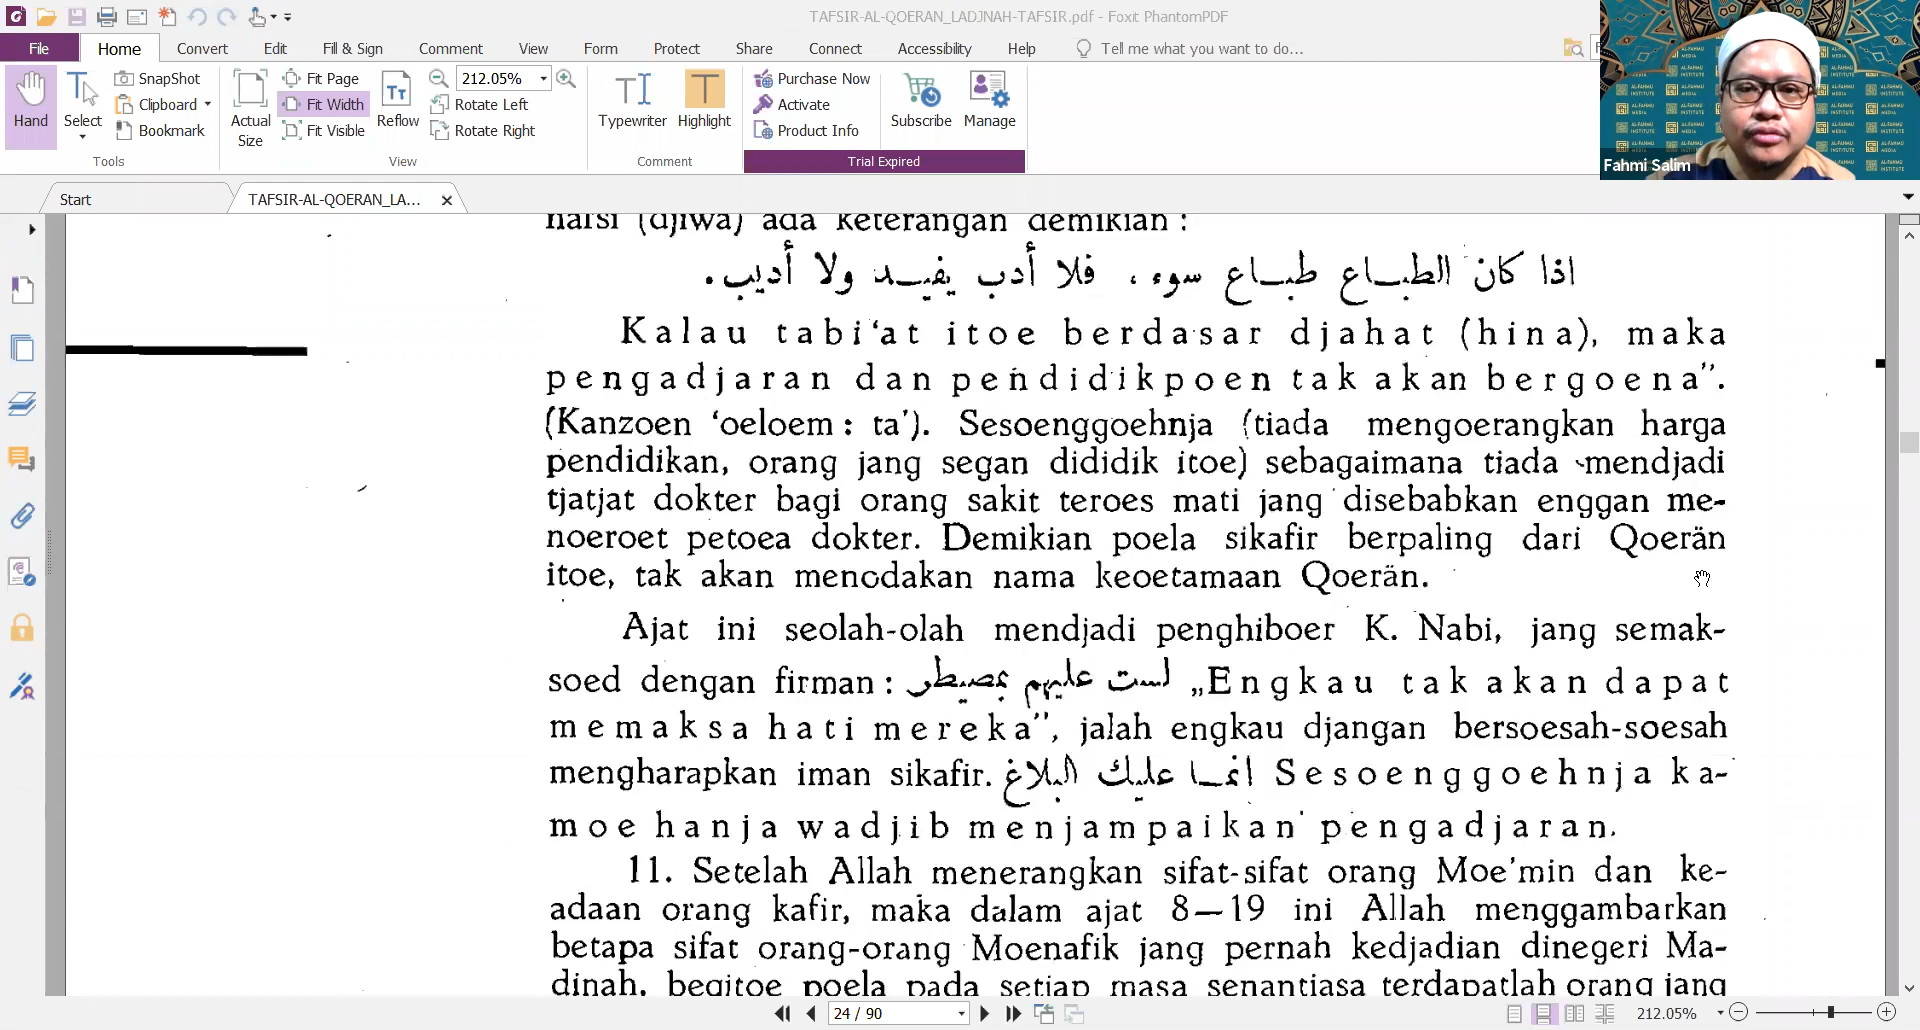 TAFSIR-AL-QOERAN_LADJNAH-TAFSIR.pdf - Foxit PhantomPDF
File Home Convert Edit Fill & Sign Comment View Form Protect Share Connect Accessibility Help Tell me what you want to do...
Hand
Select
SnapShot
Clipboard
Bookmark
Tools
Actual Size
Fit Page
Fit Width
Fit Visible
Reflow
212.05%
Rotate Left
Rotate Right
View
Typewriter
Highlight
Comment
Purchase Now
Activate
Product Info
Trial Expired
Subscribe
Manage
AL-FAHMU INSTITUTE
AL-FAHMU MEDIA
Fahmi Salim
Start
TAFSIR-AL-QOERAN_LA...
nafsi (djiwa) ada keterangan demikian :
اذا كان الطبـاع طبـاع سوء ، فلا أدب يفيـد ولا أديب .
Kalau tabi‘at itoe berdasar djahat (hina), maka
pengadjaran dan pendidikpoen tak akan bergoena”.
(Kanzoen ‘oeloem : ta’). Sesoenggoehnja (tiada mengoerangkan harga
pendidikan, orang jang segan dididik itoe) sebagaimana tiada mendjadi
tjatjat dokter bagi orang sakit teroes mati jang disebabkan enggan me-
noeroet petoea dokter. Demikian poela sikafir berpaling dari Qoerän
itoe, tak akan menodakan nama keoetamaan Qoerän.
Ajat ini seolah-olah mendjadi penghiboer K. Nabi, jang semak-
soed dengan firman : لست عليهم بمصيطر „Engkau tak akan dapat
memaksa hati mereka”, jalah engkau djangan bersoesah-soesah
mengharapkan iman sikafir. انمـا عليك البلاغ Sesoenggoehnja ka-
moe hanja wadjib menjampaikan pengadjaran.
11. Setelah Allah menerangkan sifat-sifat orang Moe’min dan ke-
adaan orang kafir, maka dalam ajat 8—19 ini Allah menggambarkan
betapa sifat orang-orang Moenafik jang pernah kedjadian dinegeri Ma-
dinah, begitoe poela pada setiap masa senantiasa terdapatlah orang jang
24 / 90
212.05%